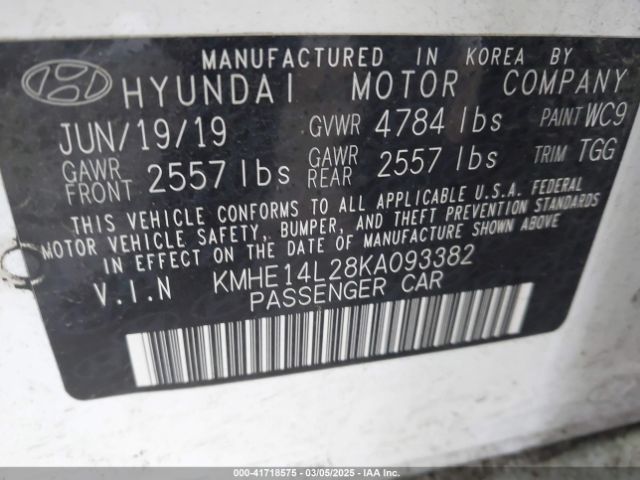 MANUFACTURED IN KOREA BY
HYUNDAI MOTOR COMPANY
JUN/19/19 GVWR 4784 lbs PAINT WC9
GAWR FRONT 2557 lbs GAWR REAR 2557 lbs TRIM TGG
THIS VEHICLE CONFORMS TO ALL APPLICABLE U.S.A. FEDERAL
MOTOR VEHICLE SAFETY, BUMPER, AND THEFT PREVENTION STANDARDS
IN EFFECT ON THE DATE OF MANUFACTURE SHOWN ABOVE
V.I.N KMHE14L28KA093382
PASSENGER CAR
000-41718575 | 03/05/2025 - IAA Inc.